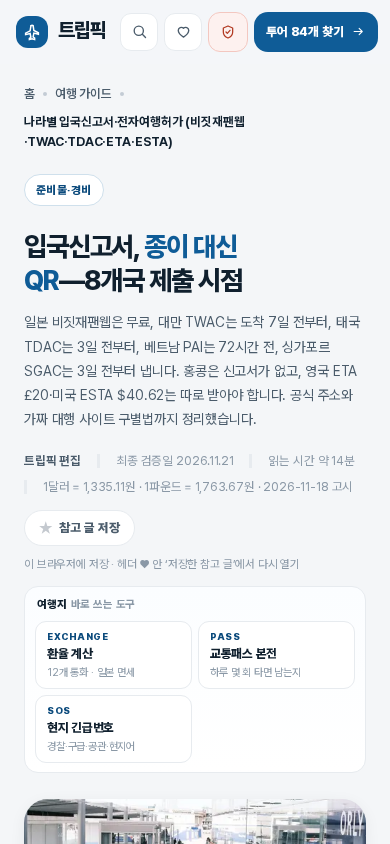 트립픽
투어 84개 찾기 →
홈 • 여행 가이드 •
나라별 입국신고서·전자여행허가 (비짓재팬웹
·TWAC·TDAC·ETA·ESTA)
준비물·경비
입국신고서, 종이 대신
QR—8개국 제출 시점
일본 비짓재팬웹은 무료, 대만 TWAC는 도착 7일 전부터, 태국
TDAC는 3일 전부터, 베트남 PAI는 72시간 전, 싱가포르
SGAC는 3일 전부터 냅니다. 홍콩은 신고서가 없고, 영국 ETA
£20·미국 ESTA $40.62는 따로 받아야 합니다. 공식 주소와
가짜 대행 사이트 구별법까지 정리했습니다.
트립픽 편집 | 최종 검증일 2026.11.21 | 읽는 시간 약 14분
| 1달러 = 1,335.11원 · 1파운드 = 1,763.67원 · 2026-11-18 고시
★ 참고 글 저장
이 브라우저에 저장 · 헤더 ♥ 안 '저장한 참고 글'에서 다시 열기
여행지 바로 쓰는 도구
EXCHANGE
환율 계산
12개 통화 · 일본 면세
PASS
교통패스 본전
하루 몇 회 타면 남는지
SOS
현지 긴급번호
경찰·구급·공관·현지어
ORLY